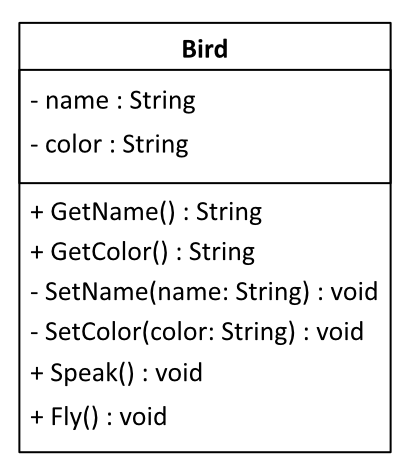 Bird
- name : String
- color : String
+ GetName() : String
+ GetColor() : String
- SetName(name: String) : void
- SetColor(color: String) : void
+ Speak() : void
+ Fly() : void